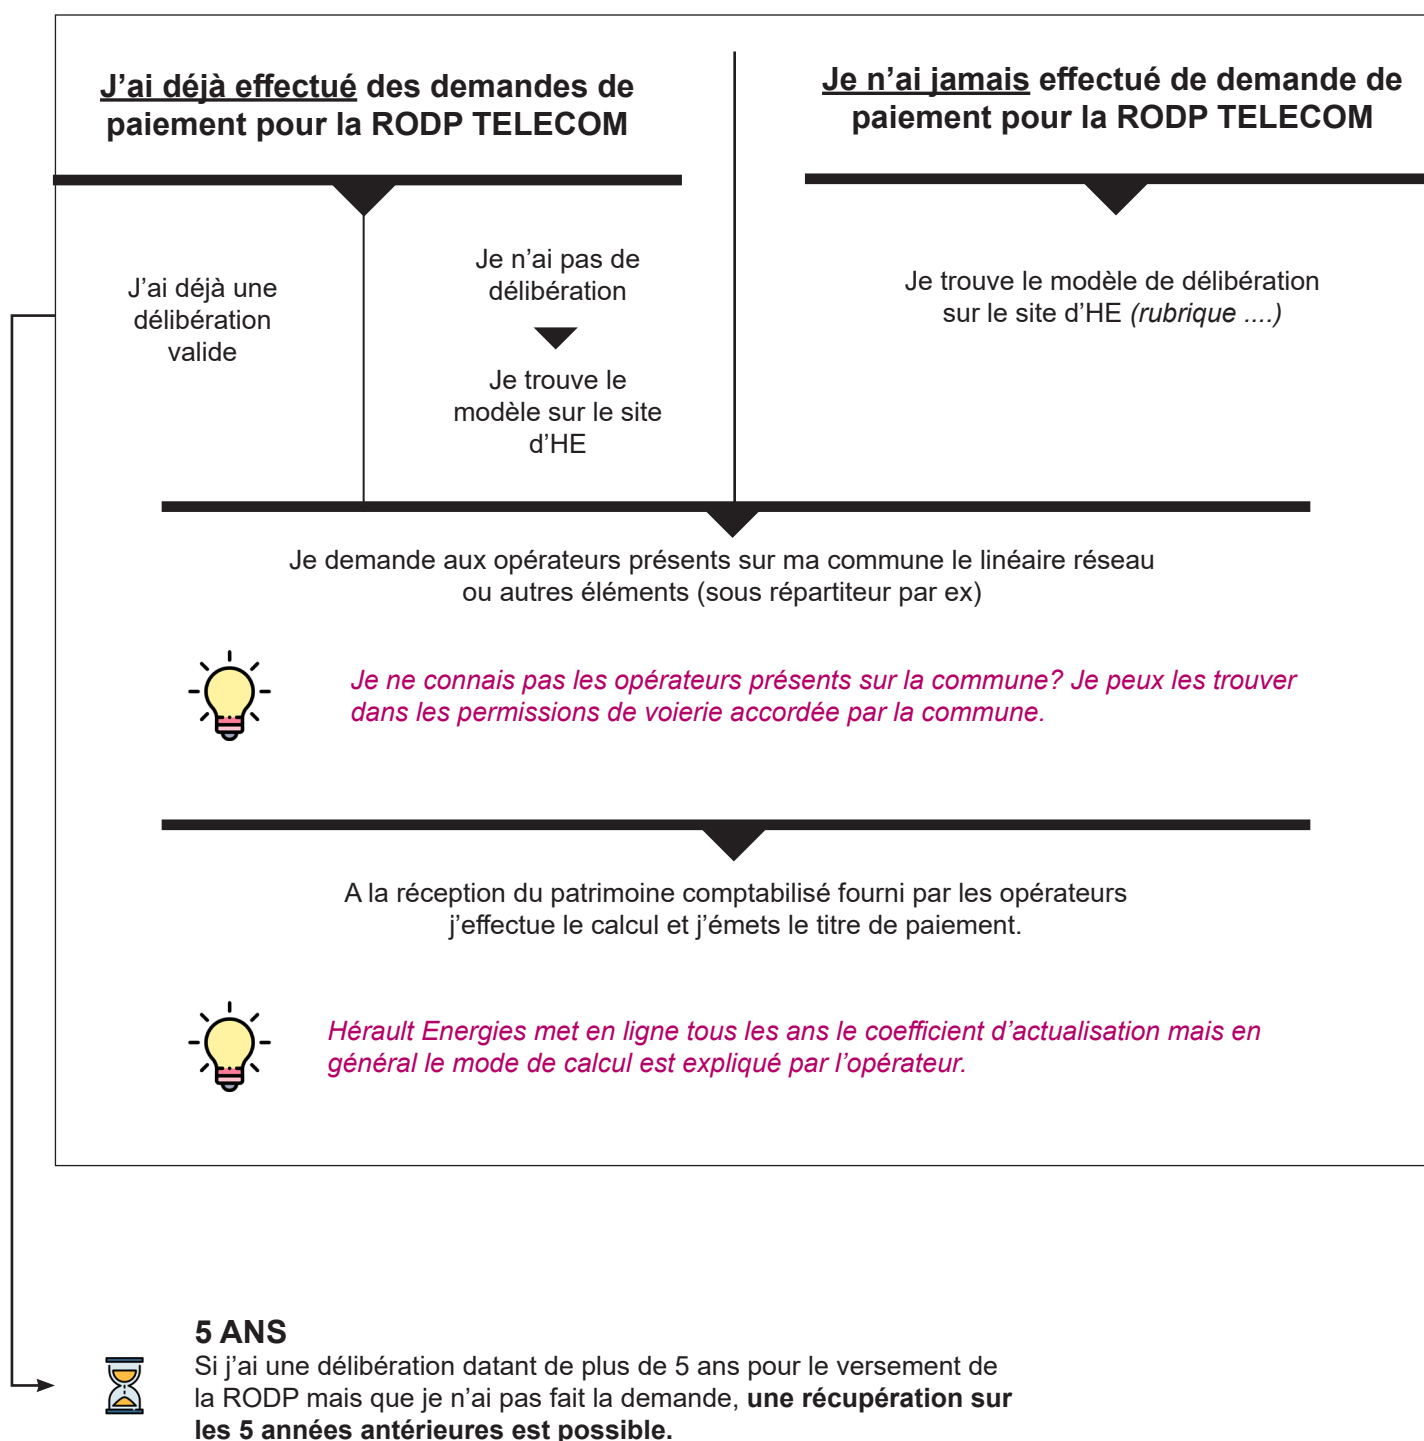 J'ai déjà effectué des demandes de
paiement pour la RODP TELECOM
Je n'ai jamais effectué de demande de
paiement pour la RODP TELECOM
J'ai déjà une
délibération
valide
Je n'ai pas de
délibération
Je trouve le
modèle sur le site
d'HE
Je trouve le modèle de délibération
sur le site d'HE (rubrique ....)
Je demande aux opérateurs présents sur ma commune le linéaire réseau
ou autres éléments (sous répartiteur par ex)
Je ne connais pas les opérateurs présents sur la commune? Je peux les trouver
dans les permissions de voierie accordée par la commune.
A la réception du patrimoine comptabilisé fourni par les opérateurs
j'effectue le calcul et j'émets le titre de paiement.
Hérault Energies met en ligne tous les ans le coefficient d'actualisation mais en
général le mode de calcul est expliqué par l'opérateur.
5 ANS
Si j'ai une délibération datant de plus de 5 ans pour le versement de
la RODP mais que je n'ai pas fait la demande, une récupération sur
les 5 années antérieures est possible.